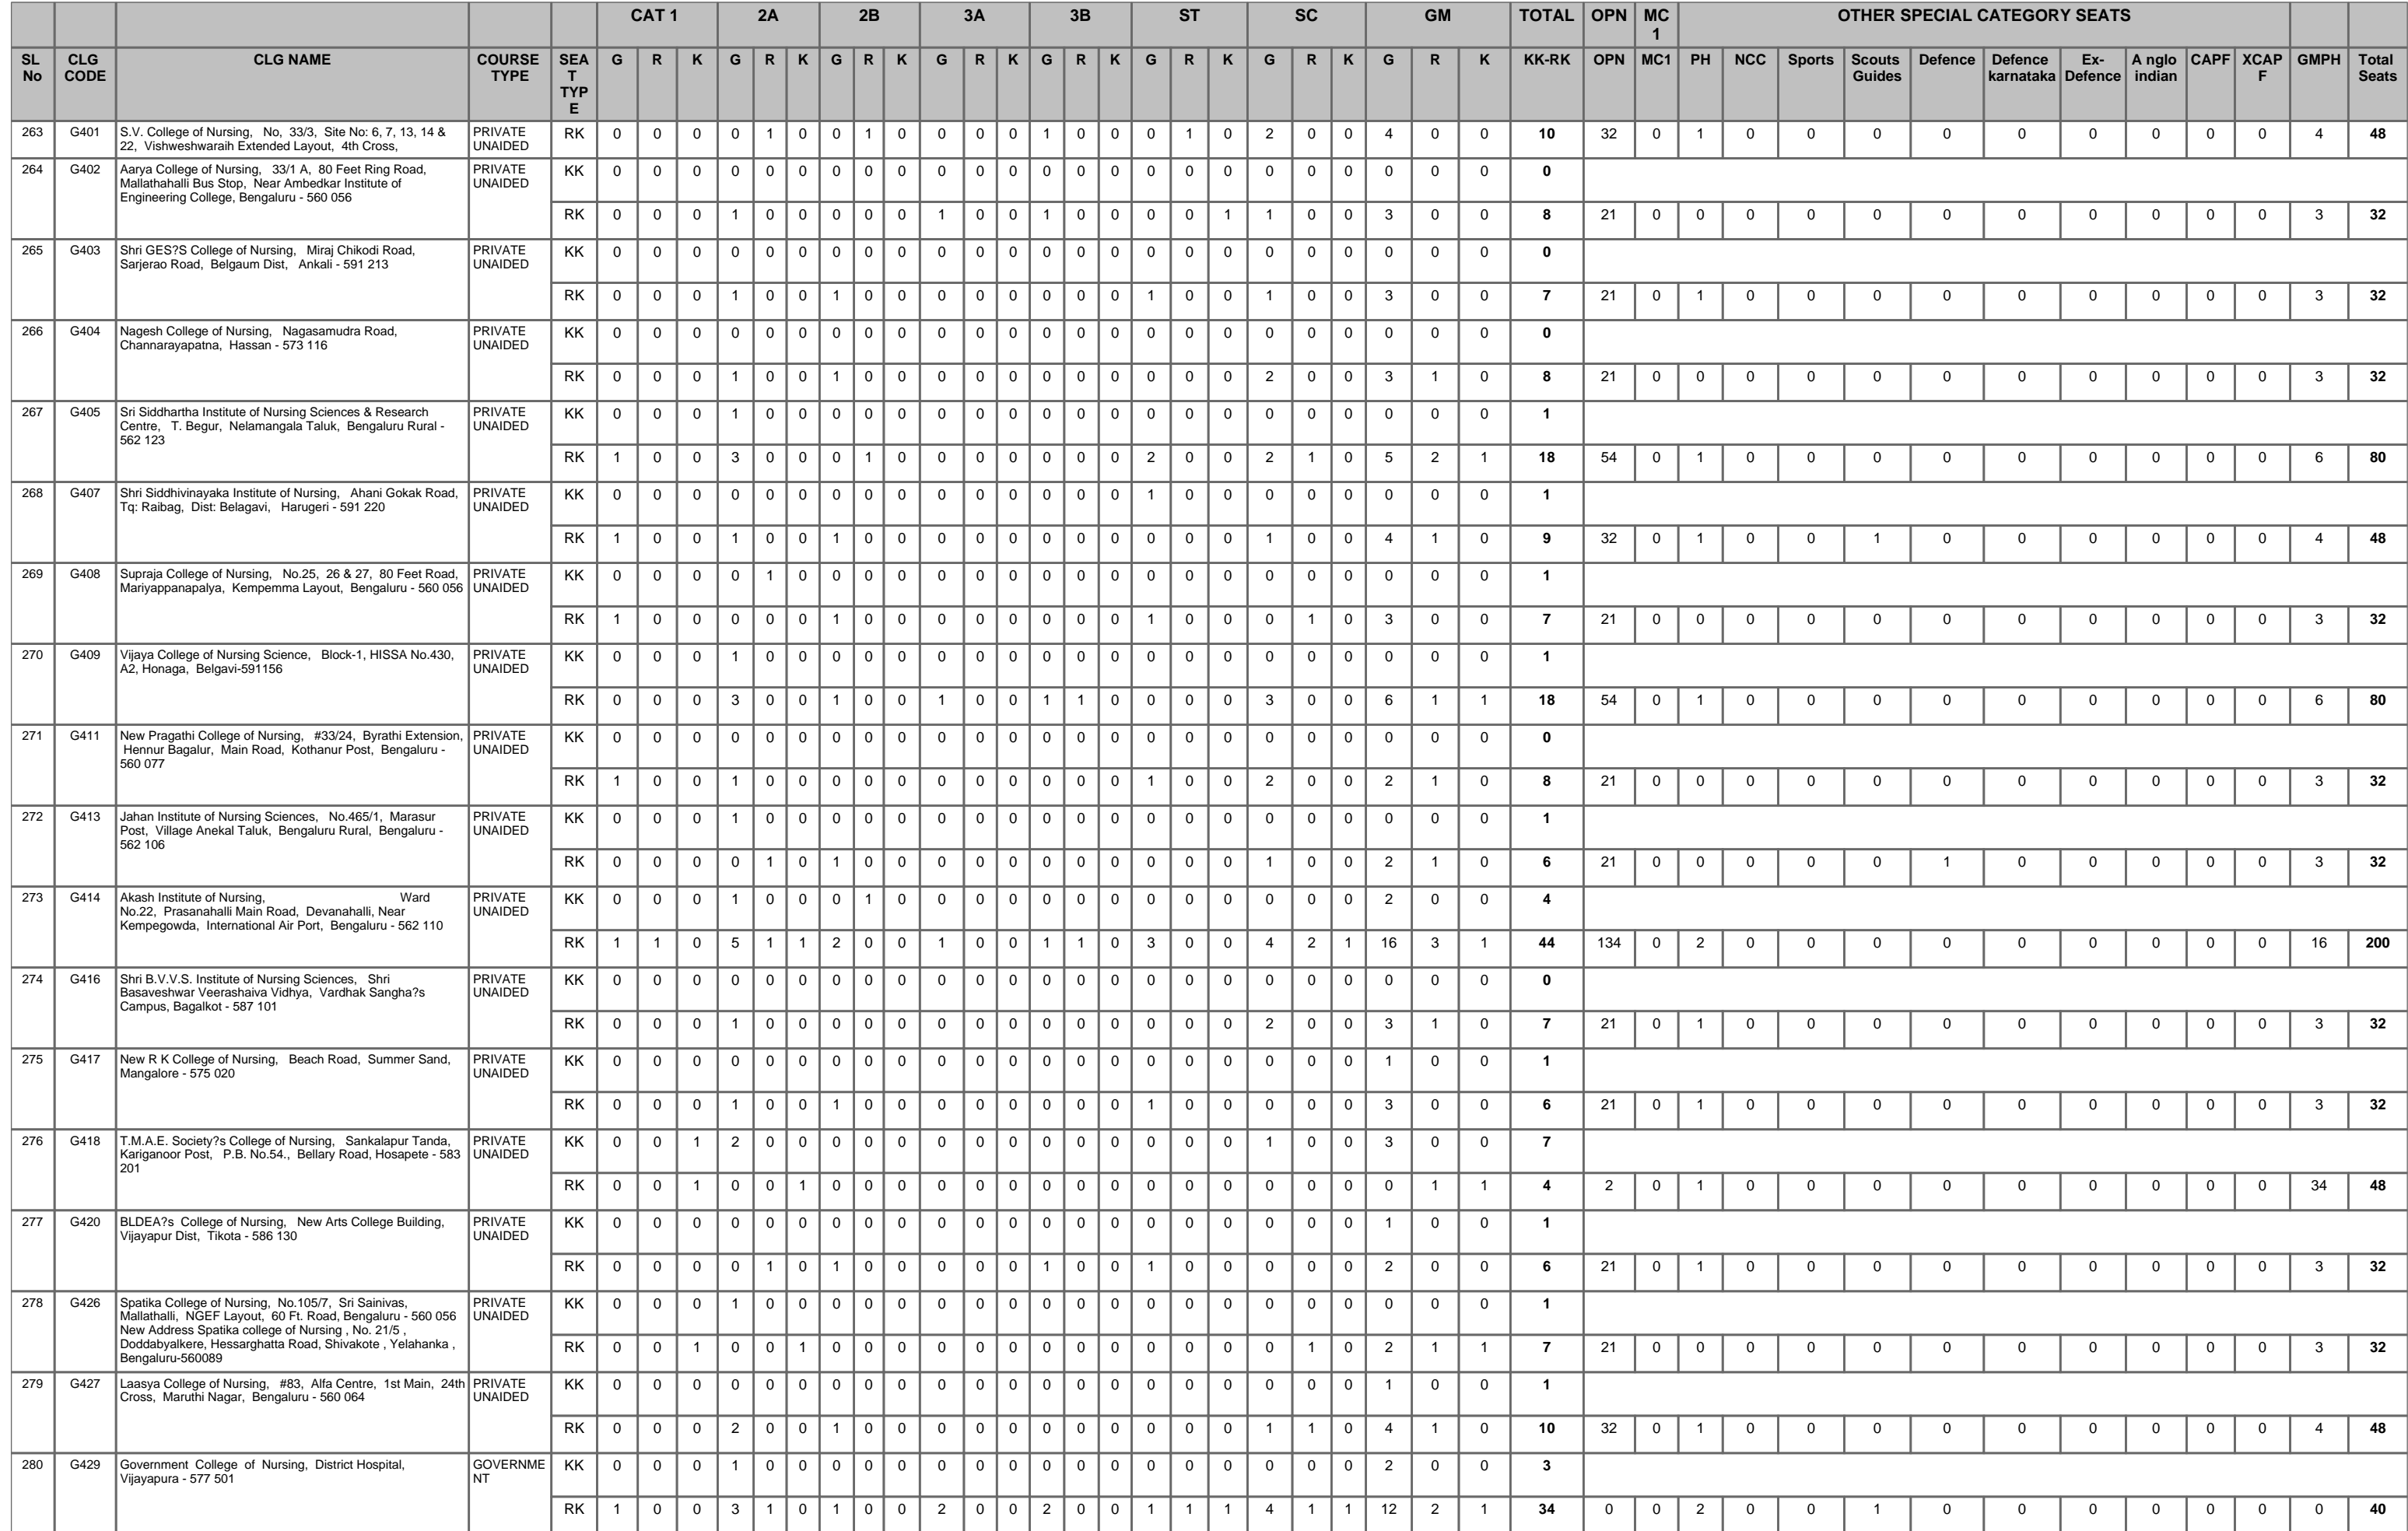 CAT 1 2A 2B 3A 3B ST SC GM TOTAL OPN MC 1 OTHER SPECIAL CATEGORY SEATS
SL No CLG CODE CLG NAME COURSE TYPE SEA T TYP E G R K G R K G R K G R K G R K G R K G R K G R K KK-RK OPN MC1 PH NCC Sports Scouts Guides Defence Defence karnataka Ex-Defence A nglo indian CAPF XCAP F GMPH Total Seats
263 G401 S.V. College of Nursing, No, 33/3, Site No: 6, 7, 13, 14 & PRIVATE RK 0 0 0 0 1 0 0 1 0 0 0 0 1 0 0 0 1 0 2 0 0 4 0 0 10 32 0 1 0 0 0 0 0 0 0 0 0 4 48
22, Vishweshwaraih Extended Layout, 4th Cross, UNAIDED
264 G402 Aarya College of Nursing, 33/1 A, 80 Feet Ring Road, PRIVATE KK 0 0 0 0 0 0 0 0 0 0 0 0 0 0 0 0 0 0 0 0 0 0 0 0 0
Mallathahalli Bus Stop, Near Ambedkar Institute of UNAIDED
Engineering College, Bengaluru - 560 056
RK 0 0 0 1 0 0 0 0 0 1 0 0 1 0 0 0 0 1 1 0 0 3 0 0 8 21 0 0 0 0 0 0 0 0 0 0 0 3 32
265 G403 Shri GES?S College of Nursing, Miraj Chikodi Road, PRIVATE KK 0 0 0 0 0 0 0 0 0 0 0 0 0 0 0 0 0 0 0 0 0 0 0 0 0
Sarjerao Road, Belgaum Dist, Ankali - 591 213 UNAIDED
RK 0 0 0 1 0 0 1 0 0 0 0 0 0 0 0 1 0 0 1 0 0 3 0 0 7 21 0 1 0 0 0 0 0 0 0 0 0 3 32
266 G404 Nagesh College of Nursing, Nagasamudra Road, PRIVATE KK 0 0 0 0 0 0 0 0 0 0 0 0 0 0 0 0 0 0 0 0 0 0 0 0 0
Channarayapatna, Hassan - 573 116 UNAIDED
RK 0 0 0 1 0 0 1 0 0 0 0 0 0 0 0 0 0 0 2 0 0 3 1 0 8 21 0 0 0 0 0 0 0 0 0 0 0 3 32
267 G405 Sri Siddhartha Institute of Nursing Sciences & Research PRIVATE KK 0 0 0 1 0 0 0 0 0 0 0 0 0 0 0 0 0 0 0 0 0 0 0 0 1
Centre, T. Begur, Nelamangala Taluk, Bengaluru Rural - UNAIDED
562 123
RK 1 0 0 3 0 0 0 1 0 0 0 0 0 0 0 2 0 0 2 1 0 5 2 1 18 54 0 1 0 0 0 0 0 0 0 0 0 6 80
268 G407 Shri Siddhivinayaka Institute of Nursing, Ahani Gokak Road, PRIVATE KK 0 0 0 0 0 0 0 0 0 0 0 0 0 0 0 1 0 0 0 0 0 0 0 0 1
Tq: Raibag, Dist: Belagavi, Harugeri - 591 220 UNAIDED
RK 1 0 0 1 0 0 1 0 0 0 0 0 0 0 0 0 0 0 1 0 0 4 1 0 9 32 0 1 0 0 1 0 0 0 0 0 0 4 48
269 G408 Supraja College of Nursing, No.25, 26 & 27, 80 Feet Road, PRIVATE KK 0 0 0 0 1 0 0 0 0 0 0 0 0 0 0 0 0 0 0 0 0 0 0 0 1
Mariyappanapalya, Kempemma Layout, Bengaluru - 560 056 UNAIDED
RK 1 0 0 0 0 0 1 0 0 0 0 0 0 0 0 1 0 0 0 1 0 3 0 0 7 21 0 0 0 0 0 0 0 0 0 0 0 3 32
270 G409 Vijaya College of Nursing Science, Block-1, HISSA No.430, PRIVATE KK 0 0 0 1 0 0 0 0 0 0 0 0 0 0 0 0 0 0 0 0 0 0 0 0 1
A2, Honaga, Belgavi-591156 UNAIDED
RK 0 0 0 3 0 0 1 0 0 1 0 0 1 1 0 0 0 0 3 0 0 6 1 1 18 54 0 1 0 0 0 0 0 0 0 0 0 6 80
271 G411 New Pragathi College of Nursing, #33/24, Byrathi Extension, PRIVATE KK 0 0 0 0 0 0 0 0 0 0 0 0 0 0 0 0 0 0 0 0 0 0 0 0 0
Hennur Bagalur, Main Road, Kothanur Post, Bengaluru - UNAIDED
560 077
RK 1 0 0 1 0 0 0 0 0 0 0 0 0 0 0 1 0 0 2 0 0 2 1 0 8 21 0 0 0 0 0 0 0 0 0 0 0 3 32
272 G413 Jahan Institute of Nursing Sciences, No.465/1, Marasur PRIVATE KK 0 0 0 1 0 0 0 0 0 0 0 0 0 0 0 0 0 0 0 0 0 0 0 0 1
Post, Village Anekal Taluk, Bengaluru Rural, Bengaluru - UNAIDED
562 106
RK 0 0 0 0 1 0 1 0 0 0 0 0 0 0 0 0 0 0 1 0 0 2 1 0 6 21 0 0 0 0 0 1 0 0 0 0 0 3 32
273 G414 Akash Institute of Nursing, Ward PRIVATE KK 0 0 0 1 0 0 0 1 0 0 0 0 0 0 0 0 0 0 0 0 0 2 0 0 4
No.22, Prasanahalli Main Road, Devanahalli, Near UNAIDED
Kempegowda, International Air Port, Bengaluru - 562 110
RK 1 1 0 5 1 1 2 0 0 1 0 0 1 1 0 3 0 0 4 2 1 16 3 1 44 134 0 2 0 0 0 0 0 0 0 0 0 16 200
274 G416 Shri B.V.V.S. Institute of Nursing Sciences, Shri PRIVATE KK 0 0 0 0 0 0 0 0 0 0 0 0 0 0 0 0 0 0 0 0 0 0 0 0 0
Basaveshwar Veerashaiva Vidhya, Vardhak Sangha?s UNAIDED
Campus, Bagalkot - 587 101
RK 0 0 0 1 0 0 0 0 0 0 0 0 0 0 0 0 0 0 2 0 0 3 1 0 7 21 0 1 0 0 0 0 0 0 0 0 0 3 32
275 G417 New R K College of Nursing, Beach Road, Summer Sand, PRIVATE KK 0 0 0 0 0 0 0 0 0 0 0 0 0 0 0 0 0 0 0 0 0 1 0 0 1
Mangalore - 575 020 UNAIDED
RK 0 0 0 1 0 0 1 0 0 0 0 0 0 0 0 1 0 0 0 0 0 3 0 0 6 21 0 1 0 0 0 0 0 0 0 0 0 3 32
276 G418 T.M.A.E. Society?s College of Nursing, Sankalapur Tanda, PRIVATE KK 0 0 1 2 0 0 0 0 0 0 0 0 0 0 0 0 0 0 1 0 0 3 0 0 7
Kariganoor Post, P.B. No.54., Bellary Road, Hosapete - 583 UNAIDED
201
RK 0 0 1 0 0 1 0 0 0 0 0 0 0 0 0 0 0 0 0 0 0 0 1 1 4 2 0 1 0 0 0 0 0 0 0 0 0 34 48
277 G420 BLDEA?s College of Nursing, New Arts College Building, PRIVATE KK 0 0 0 0 0 0 0 0 0 0 0 0 0 0 0 0 0 0 0 0 0 1 0 0 1
Vijayapur Dist, Tikota - 586 130 UNAIDED
RK 0 0 0 0 1 0 1 0 0 0 0 0 1 0 0 1 0 0 0 0 0 2 0 0 6 21 0 1 0 0 0 0 0 0 0 0 0 3 32
278 G426 Spatika College of Nursing, No.105/7, Sri Sainivas, PRIVATE KK 0 0 0 1 0 0 0 0 0 0 0 0 0 0 0 0 0 0 0 0 0 0 0 0 1
Mallathalli, NGEF Layout, 60 Ft. Road, Bengaluru - 560 056 UNAIDED
New Address Spatika college of Nursing , No. 21/5 ,
Doddabyalkere, Hessarghatta Road, Shivakote , Yelahanka , RK 0 0 1 0 0 1 0 0 0 0 0 0 0 0 0 0 0 0 0 1 0 2 1 1 7 21 0 0 0 0 0 0 0 0 0 0 0 3 32
Bengaluru-560089
279 G427 Laasya College of Nursing, #83, Alfa Centre, 1st Main, 24th PRIVATE KK 0 0 0 0 0 0 0 0 0 0 0 0 0 0 0 0 0 0 0 0 0 1 0 0 1
Cross, Maruthi Nagar, Bengaluru - 560 064 UNAIDED
RK 0 0 0 2 0 0 1 0 0 0 0 0 0 0 0 0 0 0 1 1 0 4 1 0 10 32 0 1 0 0 0 0 0 0 0 0 0 4 48
280 G429 Government College of Nursing, District Hospital, GOVERNME KK 0 0 0 1 0 0 0 0 0 0 0 0 0 0 0 0 0 0 0 0 0 2 0 0 3
Vijayapura - 577 501 NT
RK 1 0 0 3 1 0 1 0 0 2 0 0 2 0 0 1 1 1 4 1 1 12 2 1 34 0 0 2 0 0 1 0 0 0 0 0 0 0 40